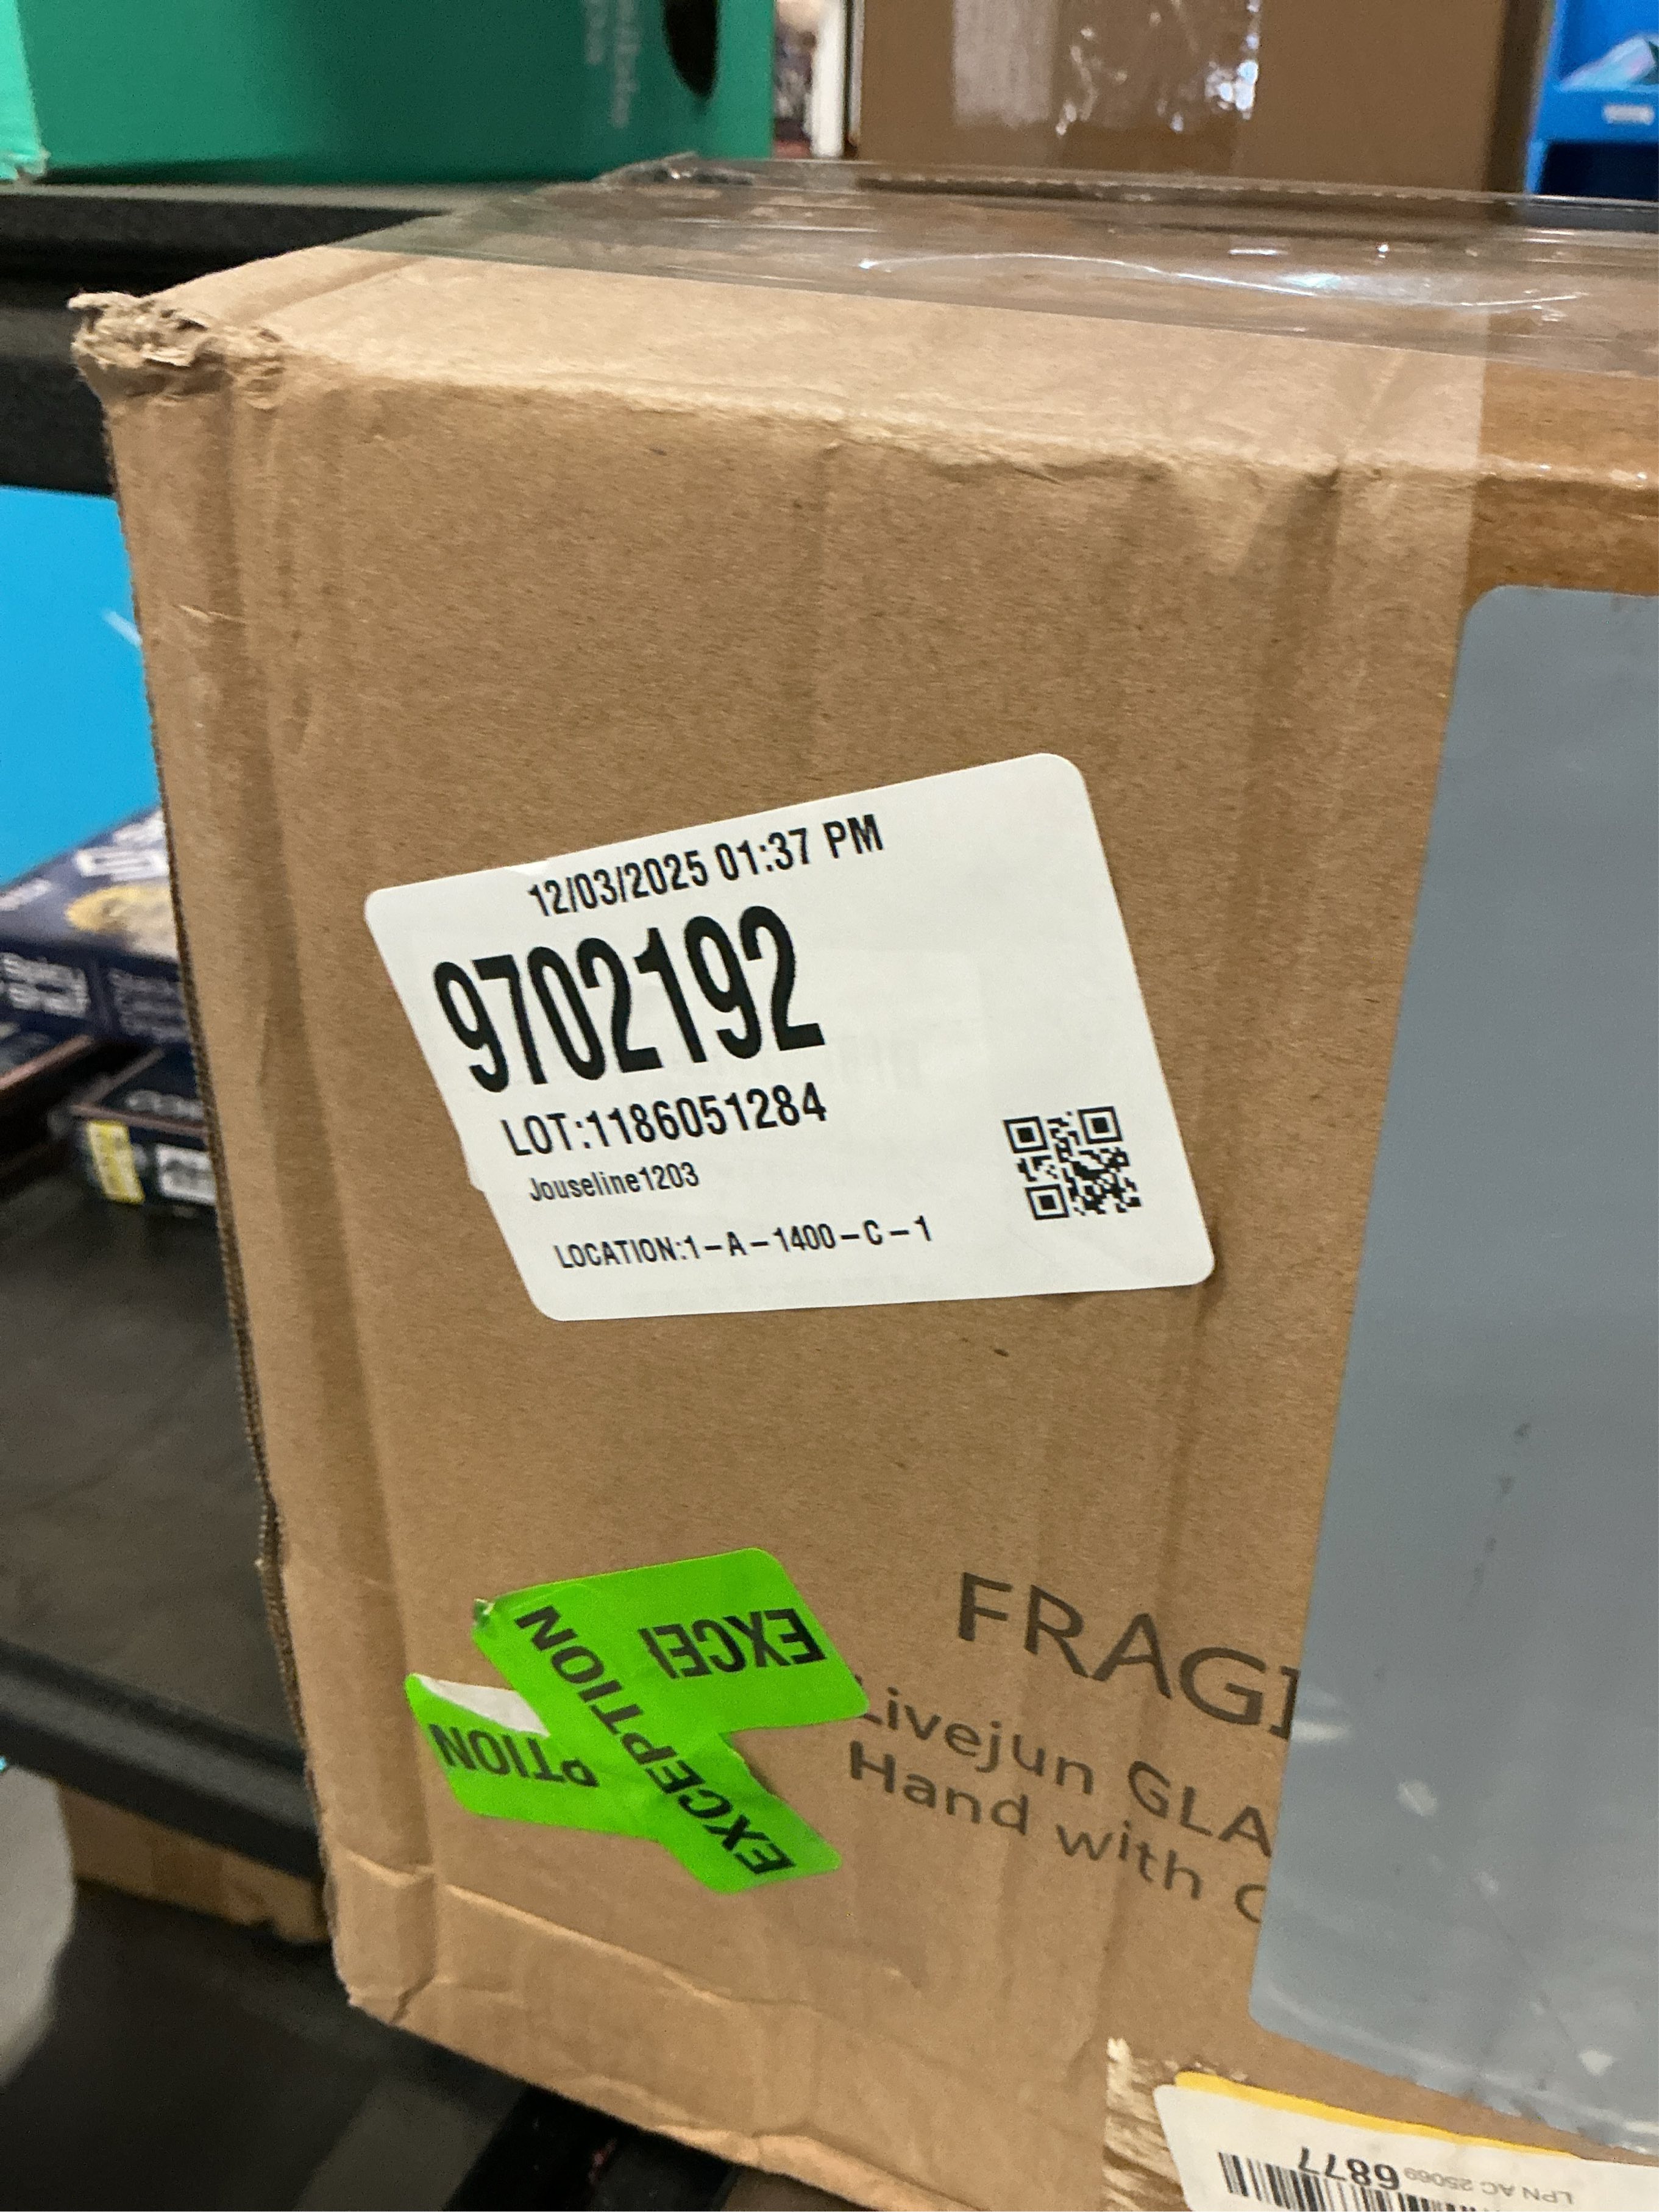 12/03/2025 01:37 PM
9702192
LOT:1186051284
Jouseline1203
LOCATION:1-A-1400-C-1
EXCEPTION
EXCE
PTION
FRAGI
Livejun GLA
Hand with C
LPN AC 25069 6877